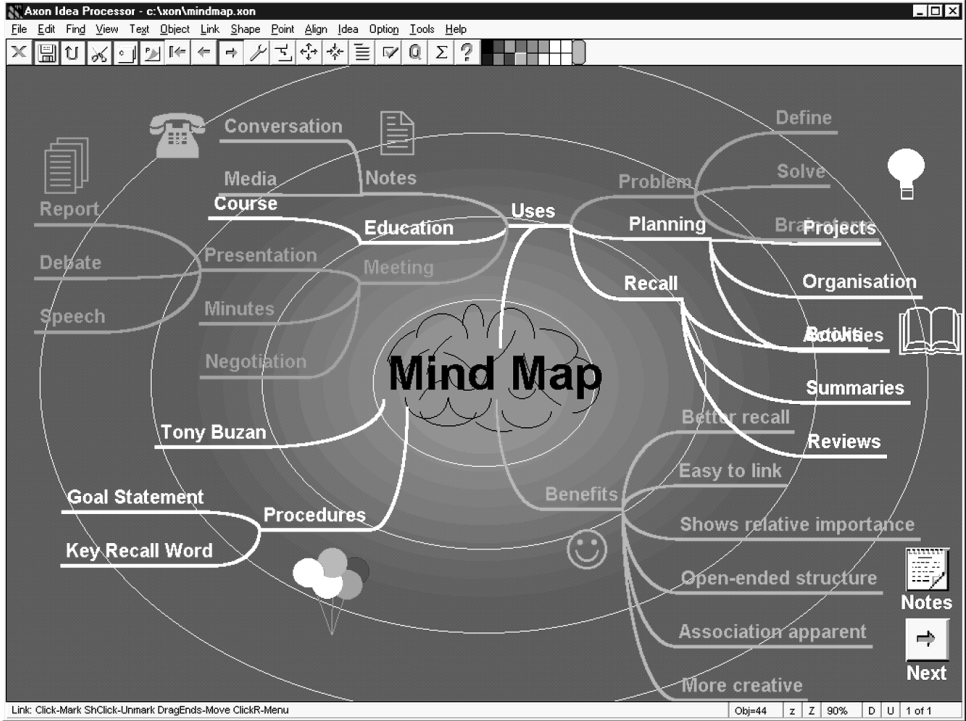 Axon Idea Processor - c:\xon\mindmap.xon
File Edit Find View Text Object Link Shape Point Align Idea Option Tools Help
Conversation
Media
Notes
Course
Education
Uses
Report
Debate
Speech
Presentation
Minutes
Negotiation
Meeting
Problem
Define
Solve
Planning
Projects
Organisation
Recall
Summaries
Reviews
Mind Map
Tony Buzan
Goal Statement
Key Recall Word
Procedures
Benefits
Better recall
Easy to link
Shows relative importance
Open-ended structure
Association apparent
More creative
Notes
Next
Link: Click-Mark ShClick-Unmark DragEnds-Move ClickR-Menu
Obj=44 z Z 90% D U 1 of 1